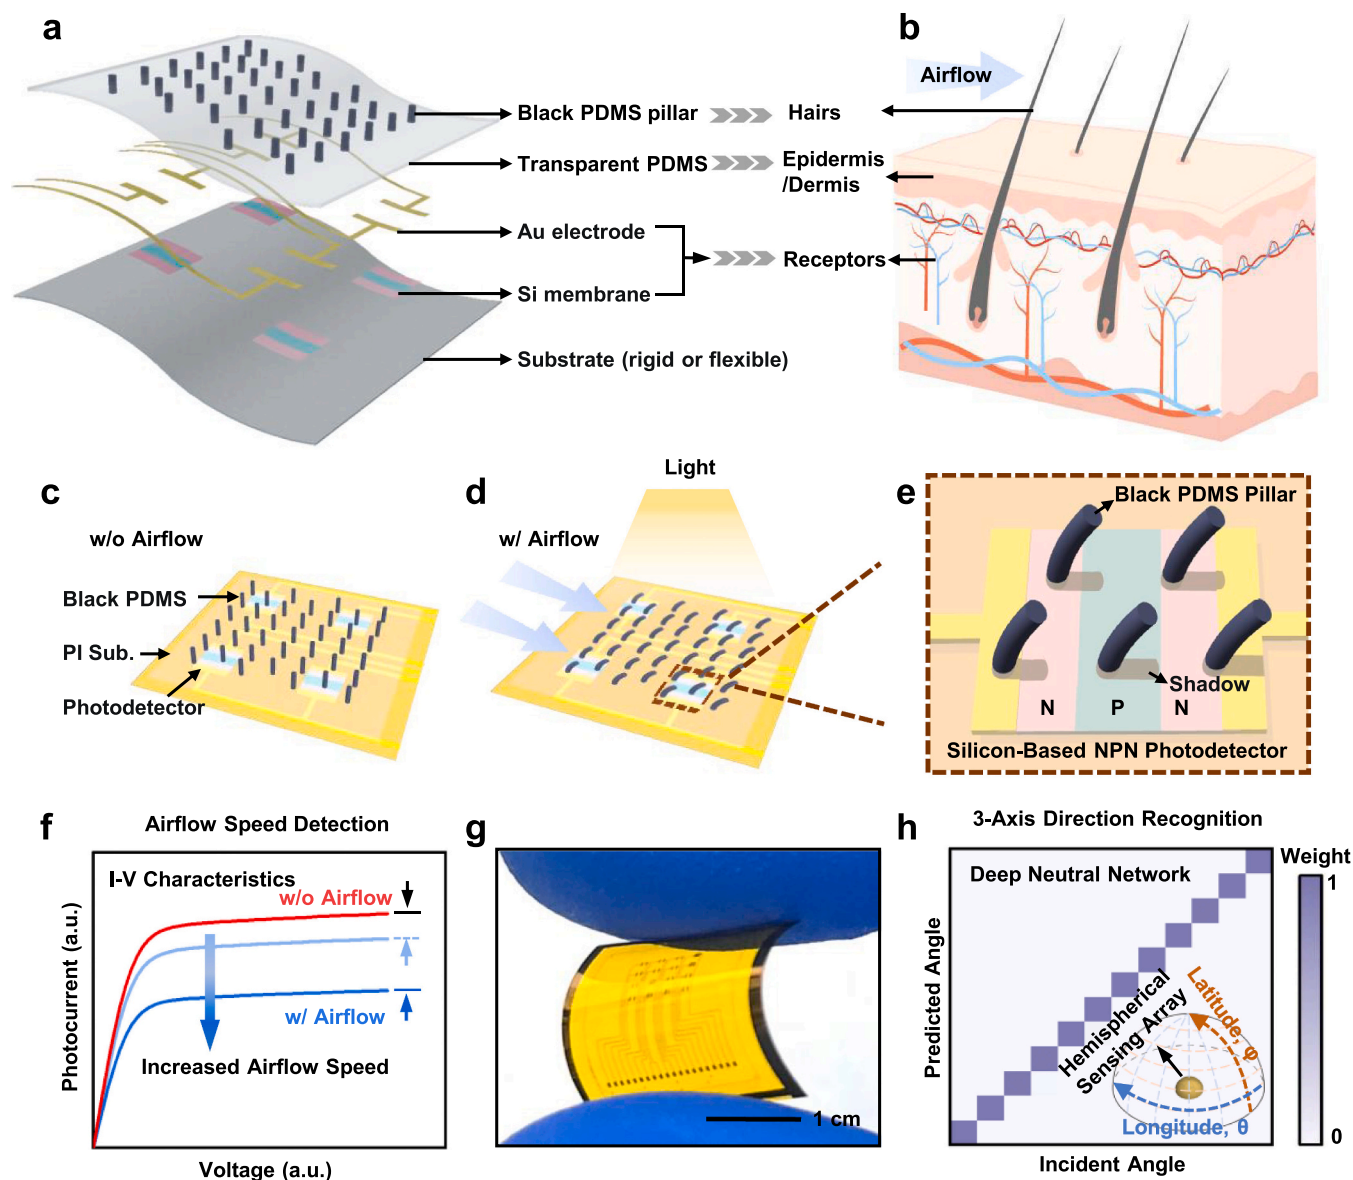 a
Black PDMS pillar
Transparent PDMS
Au electrode
Si membrane
Substrate (rigid or flexible)
Hairs
Epidermis
/Dermis
Receptors
b
Airflow
c
w/o Airflow
Black PDMS
PI Sub.
Photodetector
d
Light
w/ Airflow
e
Black PDMS Pillar
Shadow
N P N
Silicon-Based NPN Photodetector
f
Airflow Speed Detection
I-V Characteristics
w/o Airflow
w/ Airflow
Increased Airflow Speed
Photocurrent (a.u.)
Voltage (a.u.)
g
1 cm
h
3-Axis Direction Recognition
Deep Neutral Network
Weight
1
0
Hemispherical
Sensing Array
Latitude, φ
Longitude, θ
Predicted Angle
Incident Angle